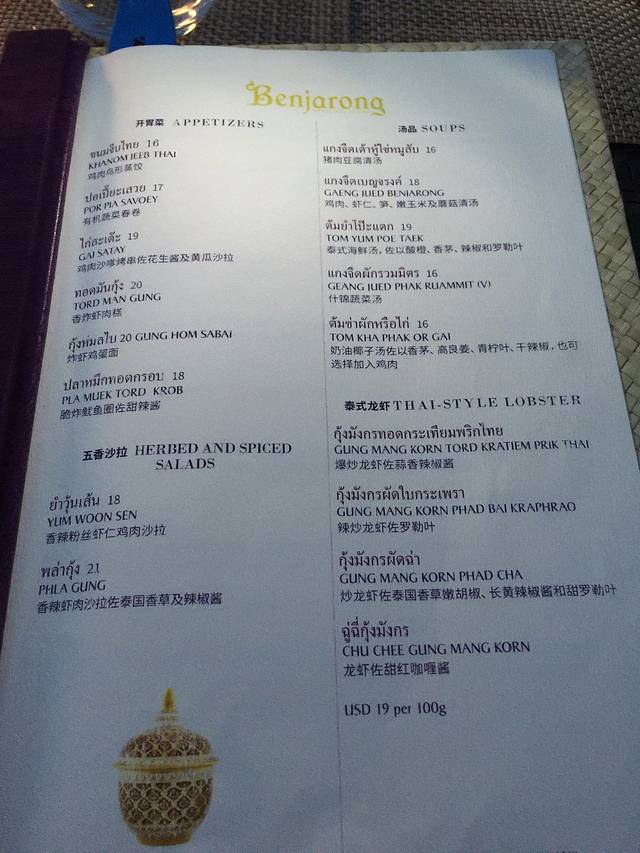 Benjarong
开胃菜 APPETIZERS
ขนมจีบไทย 16
KHANOM JEEB THAI
鸡肉鸟形蒸饺
ปอเปี๊ยะเสวย 17
POR PIA SAVOEY
有机蔬菜春卷
ไก่สะเต๊ะ 19
GAI SATAY
鸡肉沙嗲烤串佐花生酱及黄瓜沙拉
ทอดมันกุ้ง 20
TORD MAN GUNG
香炸虾肉糕
กุ้งห่มสไบ 20 GUNG HOM SABAI
炸虾鸡蛋面
ปลาหมึกทอดกรอบ 18
PLA MUEK TORD KROB
脆炸鱿鱼圈佐甜辣酱
五香沙拉 HERBED AND SPICED
SALADS
ยำวุ้นเส้น 18
YUM WOON SEN
香辣粉丝虾仁鸡肉沙拉
พล่ากุ้ง 21
PHLA GUNG
香辣虾肉沙拉佐泰国香草及辣椒酱
汤品 SOUPS
แกงจืดเต้าหู้ไข่หมูสับ 16
猪肉豆腐清汤
แกงจืดเบญจรงค์ 18
GAENG JUED BENJARONG
鸡肉、虾仁、笋、嫩玉米及蘑菇清汤
ต้มยำโป๊ะแตก 19
TOM YUM POE TAEK
泰式海鲜汤，佐以酸橙、香茅、辣椒和罗勒叶
แกงจืดผักรวมมิตร 16
GEANG JUED PHAK RUAMMIT (V)
什锦蔬菜汤
ต้มข่าผักหรือไก่ 16
TOM KHA PHAK OR GAI
奶油椰子汤佐以香茅、高良姜、青柠叶、干辣椒，也可
选择加入鸡肉
泰式龙虾 THAI-STYLE LOBSTER
กุ้งมังกรทอดกระเทียมพริกไทย
GUNG MANG KORN TORD KRATIEM PRIK THAI
爆炒龙虾佐蒜香辣椒酱
กุ้งมังกรผัดใบกระเพรา
GUNG MANG KORN PHAD BAI KRAPHRAO
辣炒龙虾佐罗勒叶
กุ้งมังกรผัดฉ่า
GUNG MANG KORN PHAD CHA
炒龙虾佐泰国香草嫩胡椒、长黄辣椒酱和甜罗勒叶
ฉู่ฉี่กุ้งมังกร
CHU CHEE GUNG MANG KORN
龙虾佐甜红咖喱酱
USD 19 per 100g